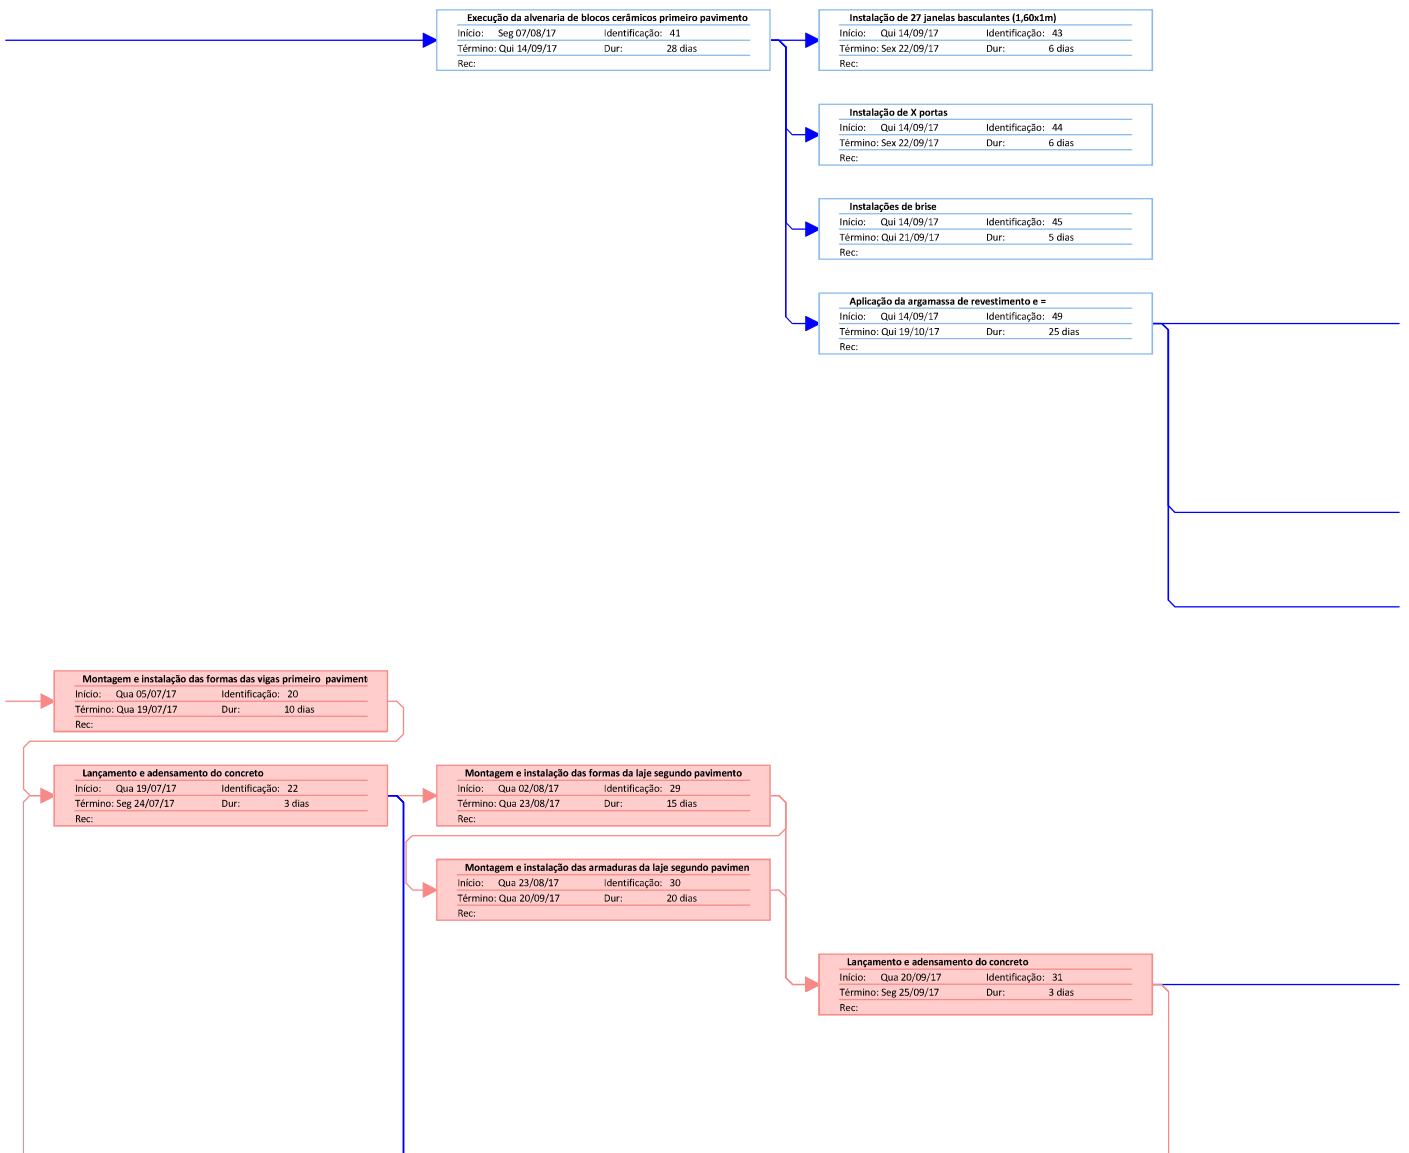 Execução da alvenaria de blocos cerâmicos primeiro pavimento
Início: Seg 07/08/17 Identificação: 41
Término: Qui 14/09/17 Dur: 28 dias
Rec:
Instalação de 27 janelas basculantes (1,60x1m)
Início: Qui 14/09/17 Identificação: 43
Término: Sex 22/09/17 Dur: 6 dias
Rec:
Instalação de X portas
Início: Qui 14/09/17 Identificação: 44
Término: Sex 22/09/17 Dur: 6 dias
Rec:
Instalações de brise
Início: Qui 14/09/17 Identificação: 45
Término: Qui 21/09/17 Dur: 5 dias
Rec:
Aplicação da argamassa de revestimento e =
Início: Qui 14/09/17 Identificação: 49
Término: Qui 19/10/17 Dur: 25 dias
Rec:
Montagem e instalação das formas das vigas primeiro paviment
Início: Qua 05/07/17 Identificação: 20
Término: Qua 19/07/17 Dur: 10 dias
Rec:
Lançamento e adensamento do concreto
Início: Qua 19/07/17 Identificação: 22
Término: Seg 24/07/17 Dur: 3 dias
Rec:
Montagem e instalação das formas da laje segundo pavimento
Início: Qua 02/08/17 Identificação: 29
Término: Qua 23/08/17 Dur: 15 dias
Rec:
Montagem e instalação das armaduras da laje segundo pavimen
Início: Qua 23/08/17 Identificação: 30
Término: Qua 20/09/17 Dur: 20 dias
Rec:
Lançamento e adensamento do concreto
Início: Qua 20/09/17 Identificação: 31
Término: Seg 25/09/17 Dur: 3 dias
Rec: